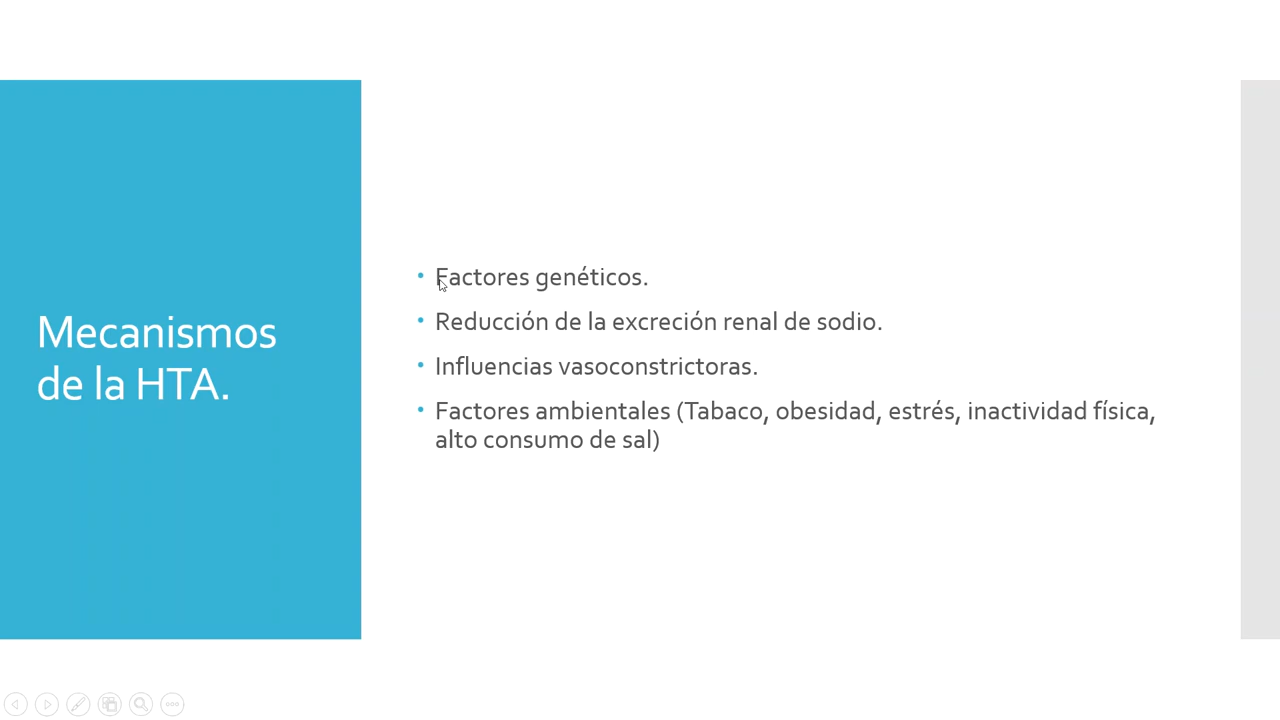 Mecanismos
de la HTA.
• Factores genéticos.
• Reducción de la excreción renal de sodio.
• Influencias vasoconstrictoras.
• Factores ambientales (Tabaco, obesidad, estrés, inactividad física,
alto consumo de sal)